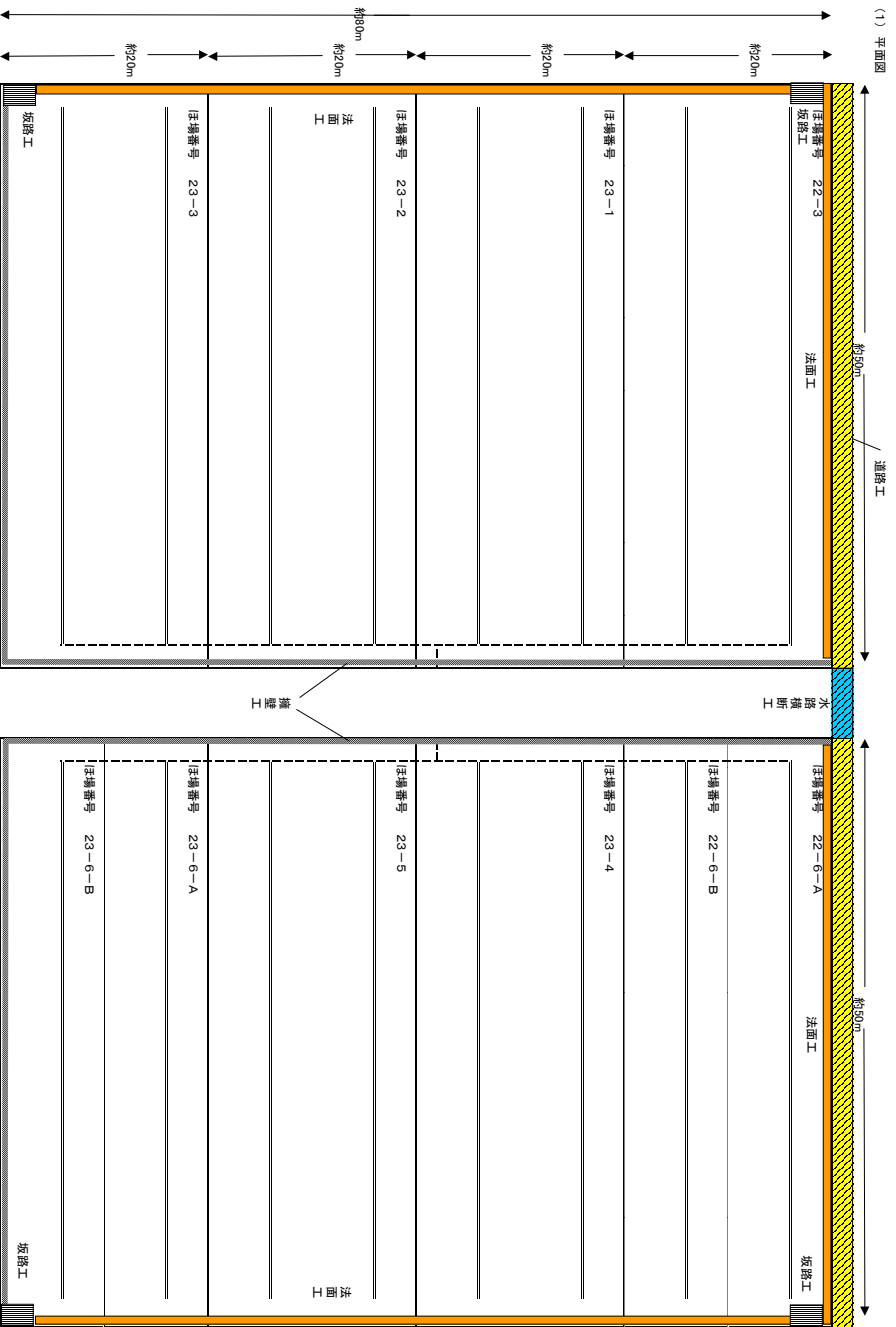 （1）平面図
約80m
約20m
約20m
約20m
約20m
約50m
道路工
約50m
ほ場番号　22－3
坂路工
法面工
ほ場番号　23－1
ほ場番号　23－2
法面工
ほ場番号　23－3
坂路工
水路横断工
擁壁工
ほ場番号　22－6－A
法面工
坂路工
ほ場番号　22－6－B
ほ場番号　23－4
ほ場番号　23－5
法面工
ほ場番号　23－6－A
ほ場番号　23－6－B
坂路工